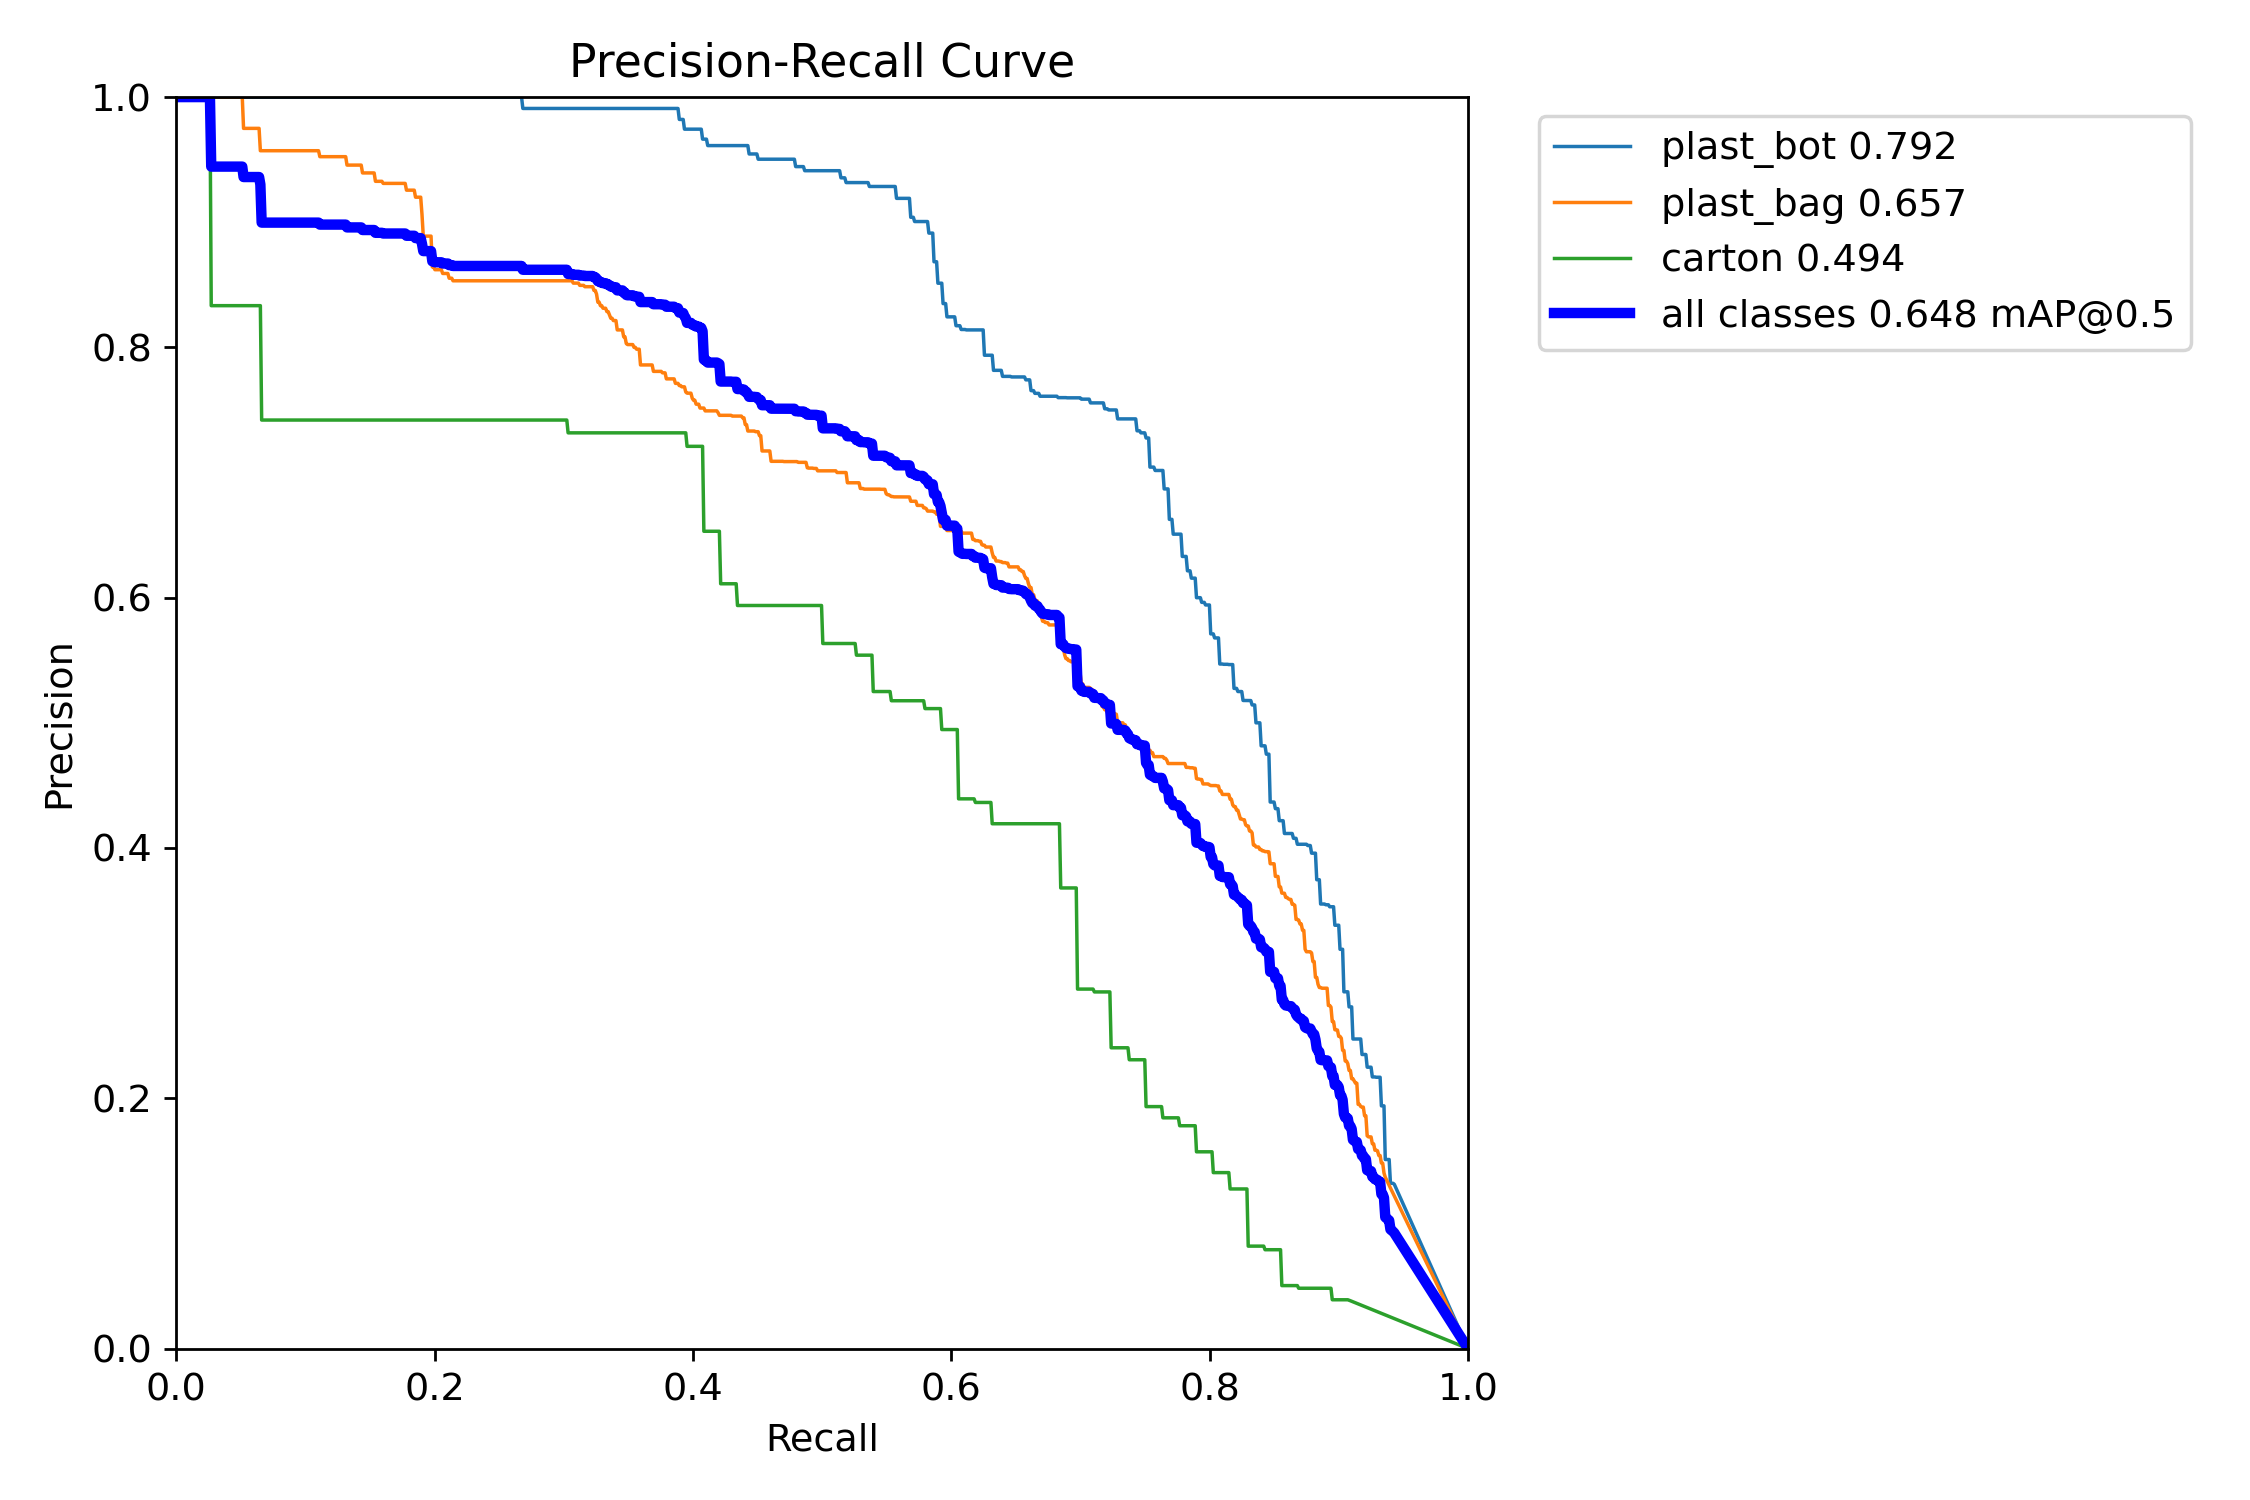 Precision-Recall Curve
1.0
0.8
0.6
0.4
0.2
0.0
Precision
0.0 0.2 0.4 0.6 0.8 1.0
Recall
plast_bot 0.792
plast_bag 0.657
carton 0.494
all classes 0.648 mAP@0.5